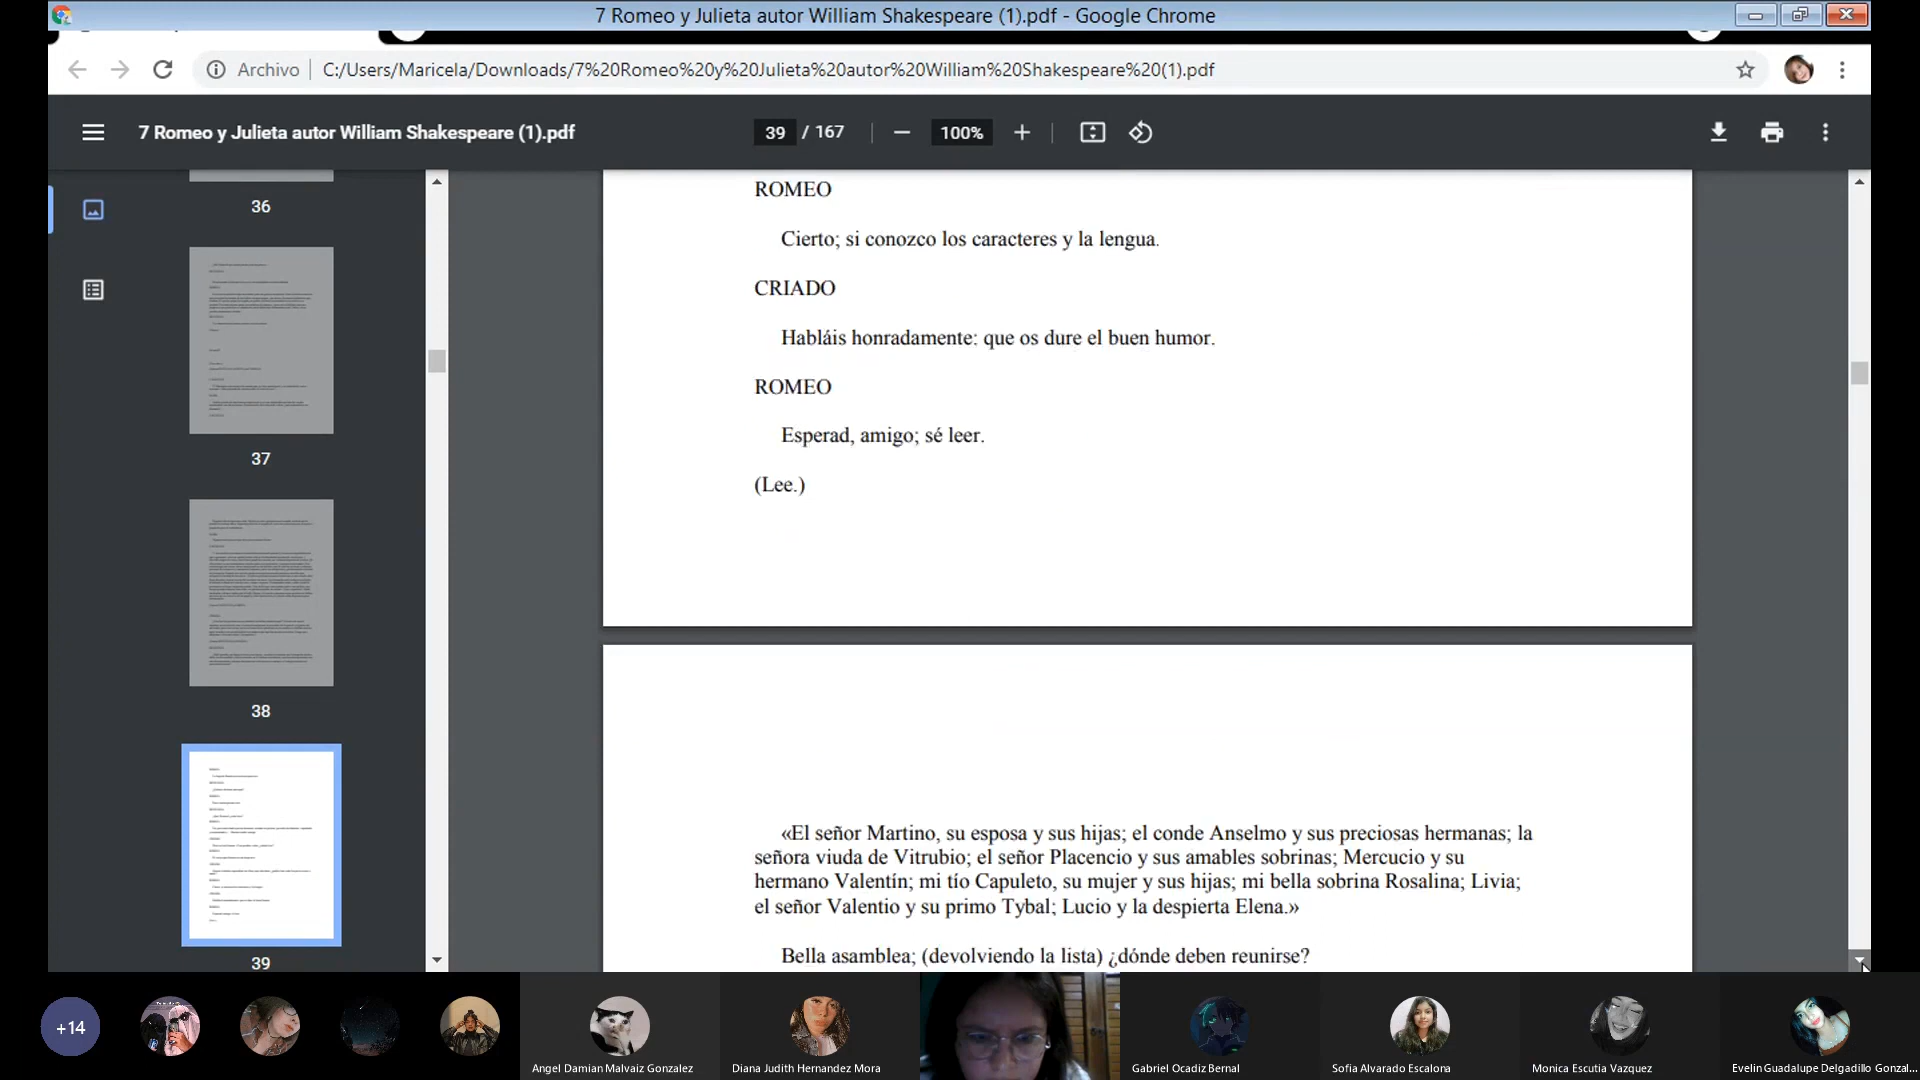 7 Romeo y Julieta autor William Shakespeare (1).pdf - Google Chrome
Archivo
C:/Users/Maricela/Downloads/7%20Romeo%20y%20Julieta%20autor%20William%20Shakespeare%20(1).pdf
7 Romeo y Julieta autor William Shakespeare (1).pdf
39 / 167
100%
36
37
38
39
ROMEO
Cierto; si conozco los caracteres y la lengua.
CRIADO
Habláis honradamente: que os dure el buen humor.
ROMEO
Esperad, amigo; sé leer.
(Lee.)
«El señor Martino, su esposa y sus hijas; el conde Anselmo y sus preciosas hermanas; la
señora viuda de Vitrubio; el señor Placencio y sus amables sobrinas; Mercucio y su
hermano Valentín; mi tío Capuleto, su mujer y sus hijas; mi bella sobrina Rosalina; Livia;
el señor Valentio y su primo Tybal; Lucio y la despierta Elena.»
Bella asamblea; (devolviendo la lista) ¿dónde deben reunirse?
+14
Angel Damian Malvaiz Gonzalez
Diana Judith Hernandez Mora
Gabriel Ocadiz Bernal
Sofia Alvarado Escalona
Monica Escutia Vazquez
Evelin Guadalupe Delgadillo Gonzal...